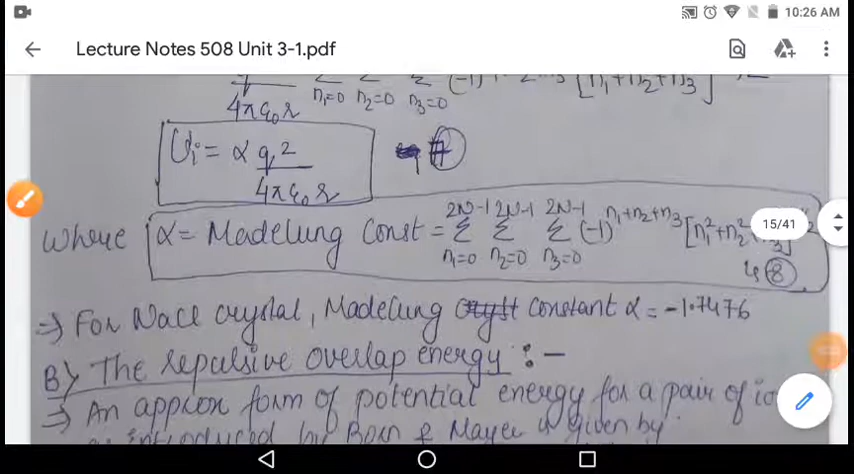 10:26 AM
Lecture Notes 508 Unit 3-1.pdf
4πε₀r n₁=0 n₂=0 n₃=0 [n₁+n₂+n₃]
Uᵢ = α q² / 4πε₀r
7
Where α = Madelung Const = 2N-1 Σ n₁=0 2N-1 Σ n₂=0 2N-1 Σ n₃=0 (-1)^n₁+n₂+n₃ [n₁²+n₂²
15/41
8
⇒ For Nacl crystal, Madelung constant α = -1.7476
B) The repulsive overlap energy :-
⇒ An approx form of potential energy for a pair of
introduced by Born & Mayer is given by